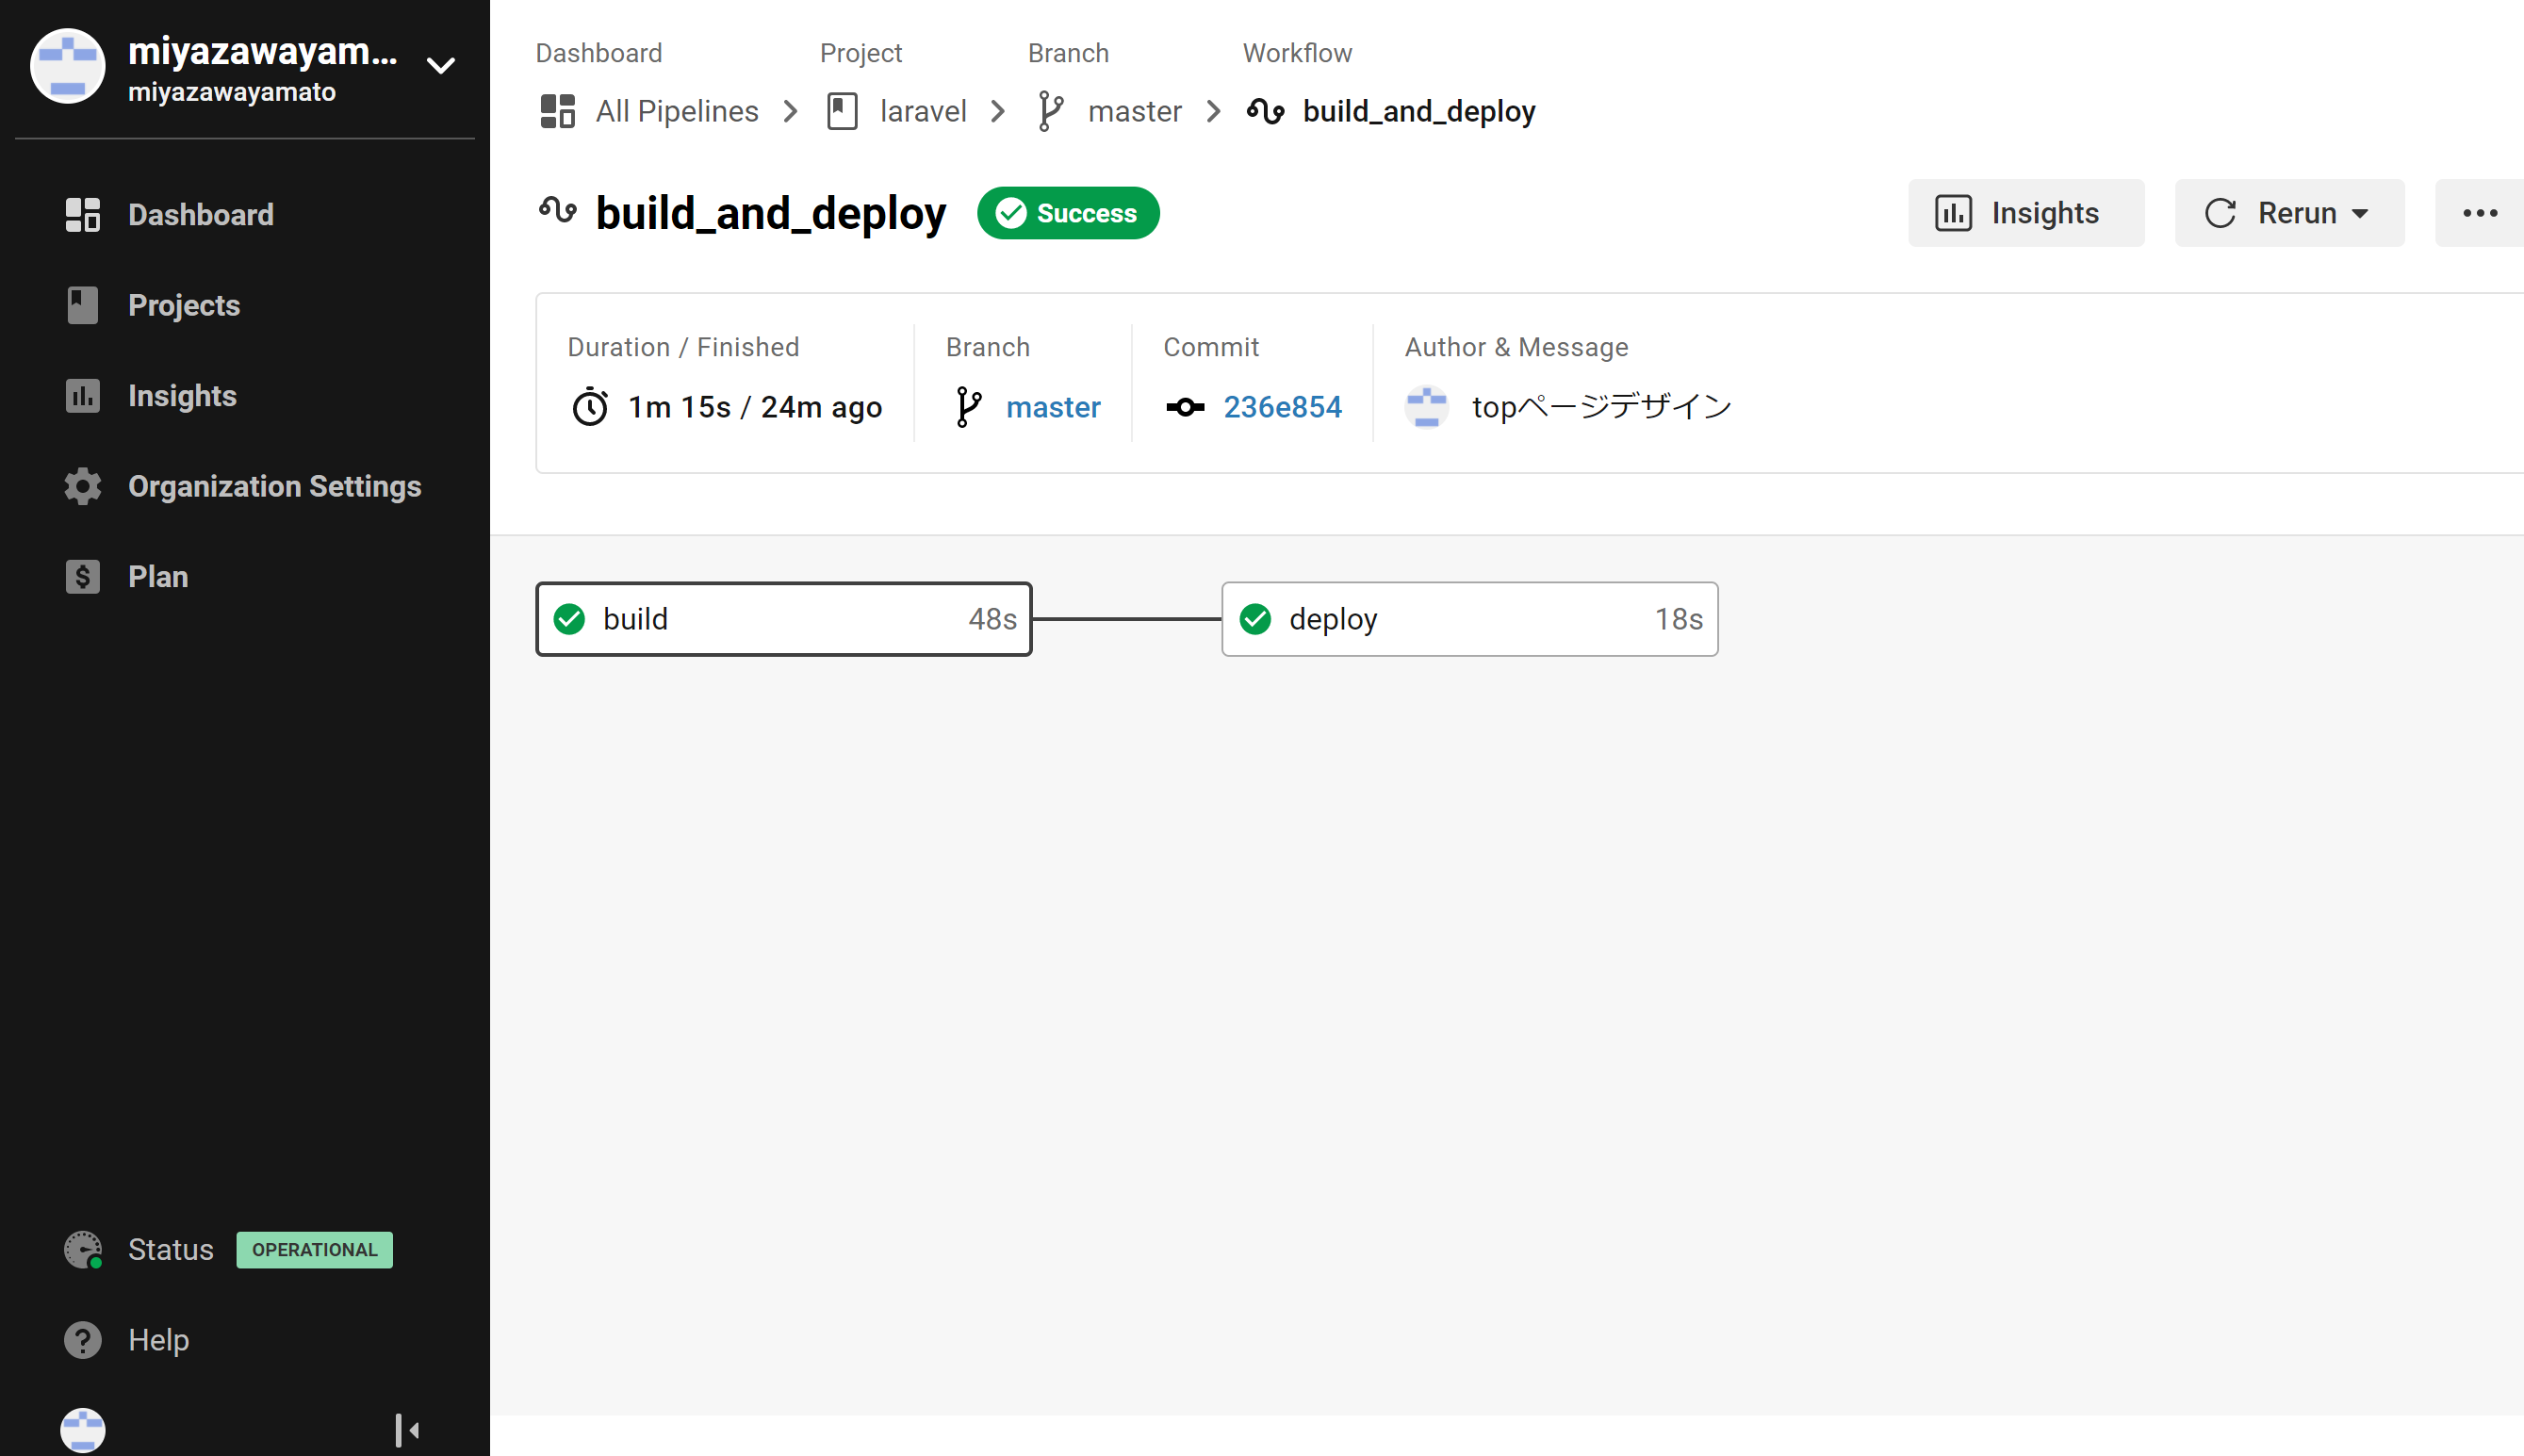 miyazawayam...
miyazawayamato
Dashboard
Projects
Insights
Organization Settings
$ Plan
Status OPERATIONAL
? Help
Dashboard Project Branch Workflow
All Pipelines > laravel > master > build_and_deploy
build_and_deploy Success
Insights Rerun ...
Duration / Finished Branch Commit Author & Message
1m 15s / 24m ago master 236e854 topページデザイン
build 48s deploy 18s